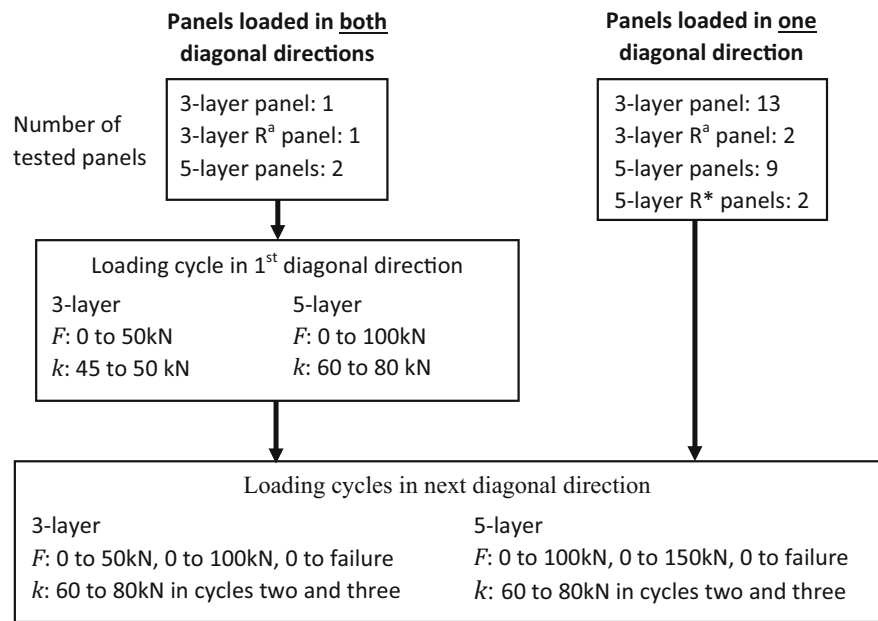 Panels loaded in both
diagonal directions
Panels loaded in one
diagonal direction
Number of
tested panels
3-layer panel: 1
3-layer Rᵃ panel: 1
5-layer panels: 2
3-layer panel: 13
3-layer Rᵃ panel: 2
5-layer panels: 9
5-layer R* panels: 2
Loading cycle in 1ˢᵗ diagonal direction
3-layer
F: 0 to 50kN
k: 45 to 50 kN
5-layer
F: 0 to 100kN
k: 60 to 80 kN
Loading cycles in next diagonal direction
3-layer
F: 0 to 50kN, 0 to 100kN, 0 to failure
k: 60 to 80kN in cycles two and three
5-layer
F: 0 to 100kN, 0 to 150kN, 0 to failure
k: 60 to 80kN in cycles two and three